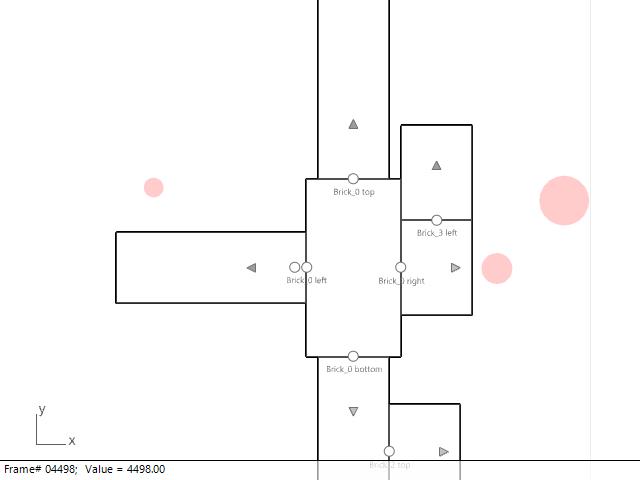 Brick_0 top
Brick_3 left
Brick_0 left
Brick_0 right
Brick_0 bottom
y
x
Brick_2 top
Frame# 04498; Value = 4498.00